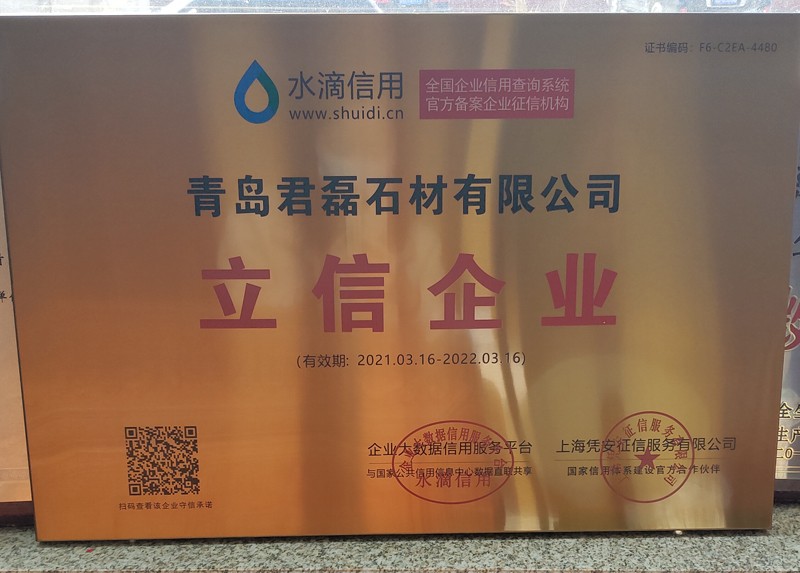 证书编码：F6-C2EA-4480
水滴信用
www.shuidi.cn
全国企业信用查询系统
官方备案企业征信机构
青岛君磊石材有限公司
立信企业
(有效期: 2021.03.16-2022.03.16)
企业大数据信用服务平台
与国家公共信用信息中心数据直联共享
水滴信用
上海凭安征信服务有限公司
国家信用体系建设官方合作伙伴
扫码查看该企业守信承诺